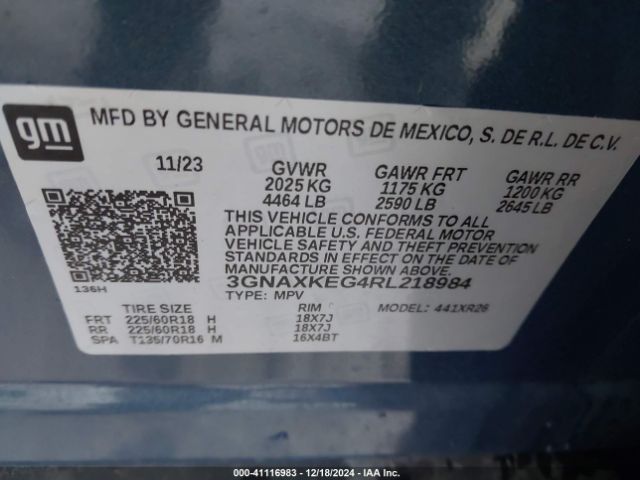 gm
MFD BY GENERAL MOTORS DE MEXICO, S. DE R.L. DE C.V.
11/23 GVWR GAWR FRT GAWR RR
2025 KG 1175 KG 1200 KG
4464 LB 2590 LB 2645 LB
THIS VEHICLE CONFORMS TO ALL
APPLICABLE U.S. FEDERAL MOTOR
VEHICLE SAFETY AND THEFT PREVENTION
STANDARDS IN EFFECT ON THE DATE OF
MANUFACTURE SHOWN ABOVE.
136H
3GNAXKEG4RL218984
TYPE: MPV MODEL: 441XR26
TIRE SIZE RIM
FRT 225/60R18 H 18X7J
RR 225/60R18 H 18X7J
SPA T135/70R16 M 16X4BT
000-41116983 - 12/18/2024 - IAA Inc.